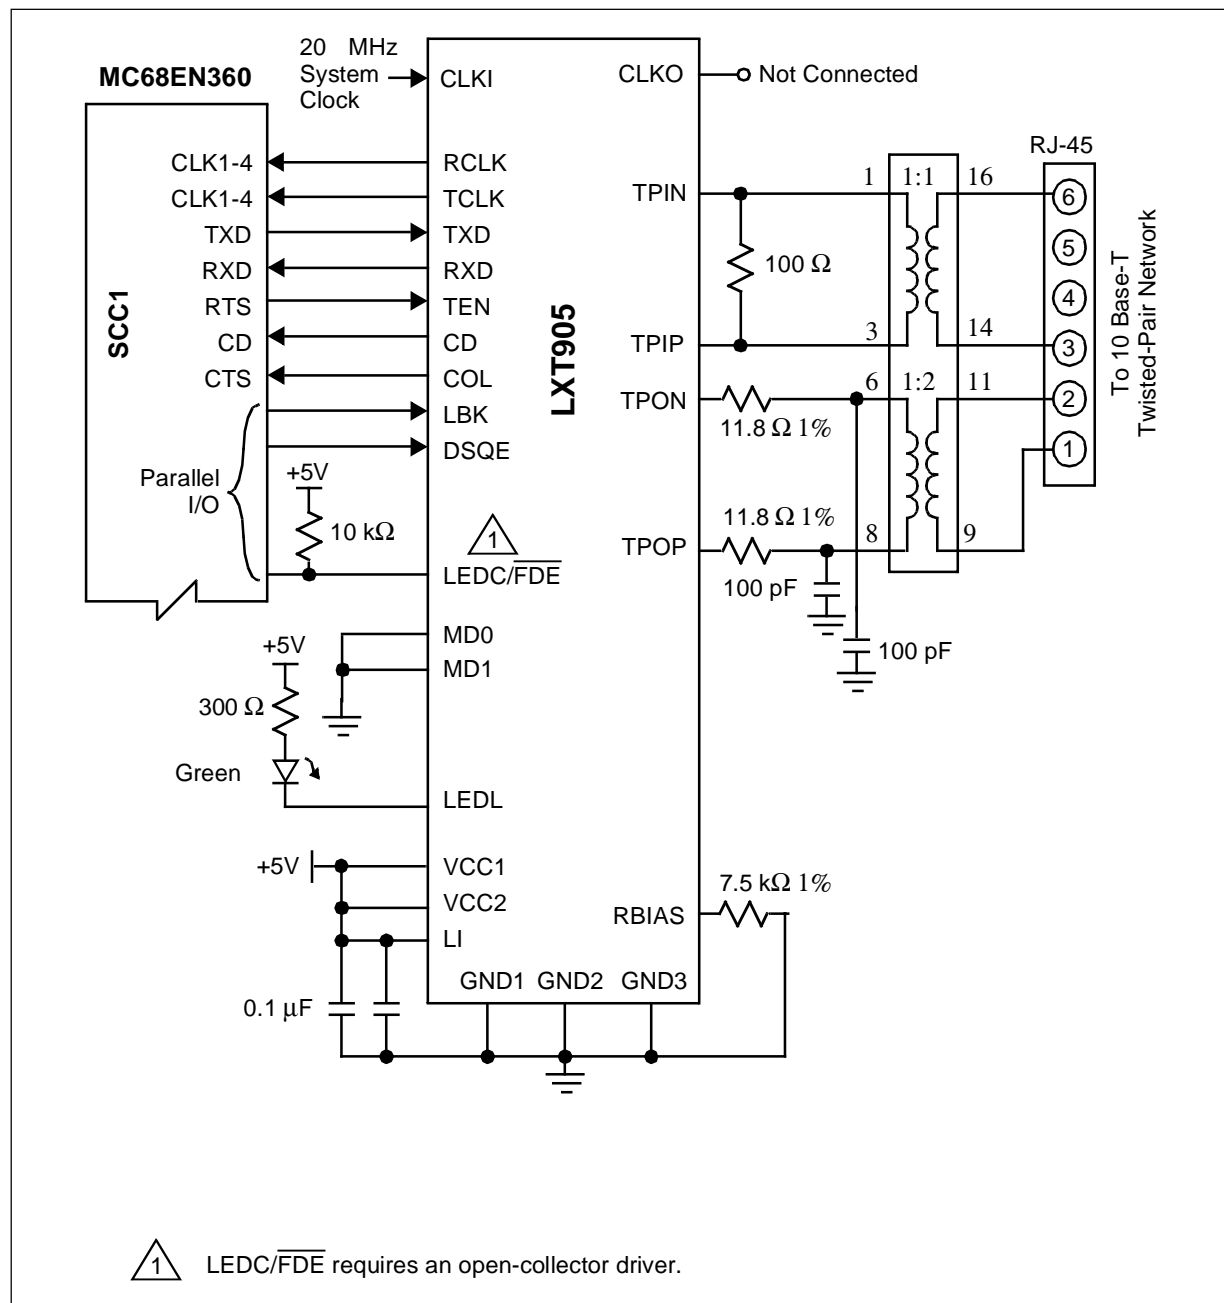 20 MHz
System
Clock
MC68EN360
SCC1
CLK1-4
CLK1-4
TXD
RXD
RTS
CD
CTS
Parallel
I/O
+5V
10 kΩ
LXT905
CLKI
RCLK
TCLK
TXD
RXD
TEN
CD
COL
LBK
DSQE
1
LEDC/FDE
MD0
MD1
LEDL
VCC1
VCC2
LI
GND1 GND2 GND3
CLKO
Not Connected
TPIN
TPIP
TPON
TPOP
RBIAS
100 Ω
11.8 Ω 1%
11.8 Ω 1%
100 pF
100 pF
7.5 kΩ 1%
1 1:1 16
3 14
6 1:2 11
8 9
RJ-45
6
5
4
3
2
1
To 10 Base-T
Twisted-Pair Network
+5V
300 Ω
Green
+5V
0.1 μF
1 LEDC/FDE requires an open-collector driver.